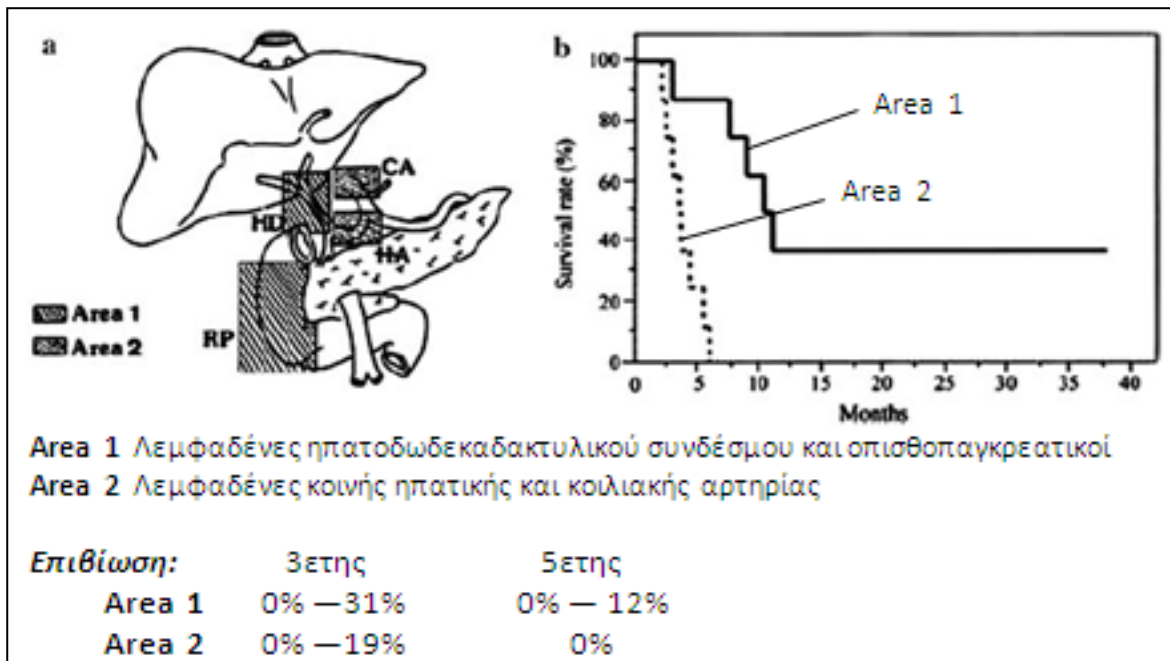 a
CA
HD
HA
RP
Area 1
Area 2
b
Survival rate (%)
100
80
60
40
20
0
Area 1
Area 2
0 5 10 15 20 25 30 35 40
Months
Area 1 Λεμφαδένες ηπατοδωδεκαδακτυλικού συνδέσμου και οπισθοπαγκρεατικοί
Area 2 Λεμφαδένες κοινής ηπατικής και κοιλιακής αρτηρίας
Επιβίωση: 3ετης 5ετης
Area 1 0% —31% 0% — 12%
Area 2 0% —19% 0%